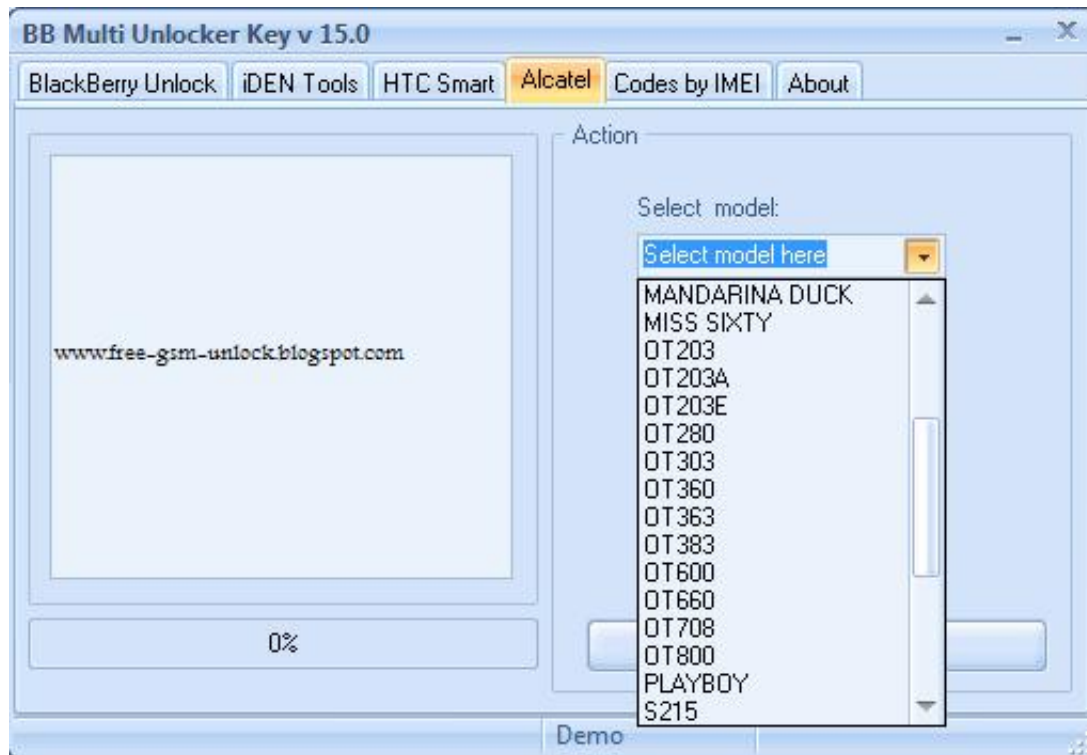 BB Multi Unlocker Key v 15.0
BlackBerry Unlock iDEN Tools HTC Smart Alcatel Codes by IMEI About
Action
Select model:
Select model here
MANDARINA DUCK
MISS SIXTY
OT203
OT203A
OT203E
OT280
OT303
OT360
OT363
OT383
OT600
OT660
OT708
OT800
PLAYBOY
S215
www.free-gsm-unlock.blogspot.com
0%
Demo